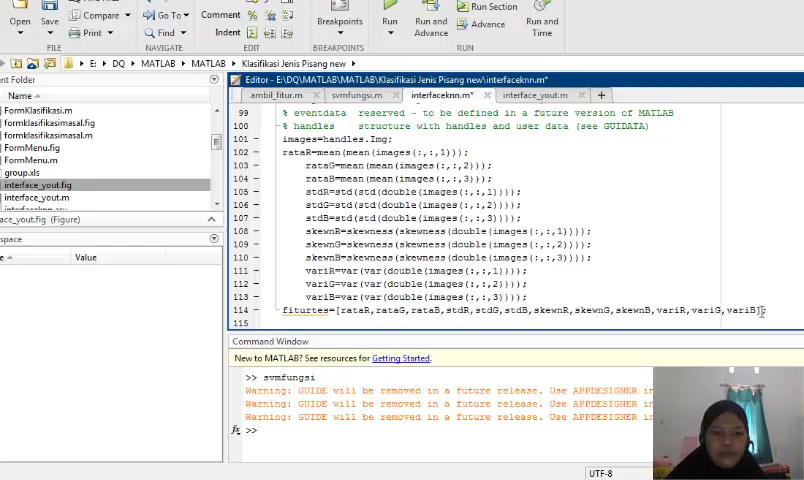 Open
Save
Compare
Print
Go To
Find
Comment
Indent
Breakpoints
Run
Run and
Advance
Run Section
Advance
Run and
Time
FILE
NAVIGATE
EDIT
BREAKPOINTS
RUN
E: DQ MATLAB MATLAB Klasifikasi Jenis Pisang new
Folder
Name
FormKlasifikasi.m
formklasifikasimasal.fig
formklasifikasimasal.m
FormMenu.fig
FormMenu.m
group.xls
interface_yout.fig
interface_yout.m
ace_yout.fig (Figure)
space
Value
Editor - E:\DQ\MATLAB\MATLAB\Klasifikasi Jenis Pisang new\interfaceknn.m*
ambil_fitur.m svmfungsi.m interfaceknn.m* interface_yout.m +
99 % eventdata reserved - to be defined in a future version of MATLAB
100 % handles structure with handles and user data (see GUIDATA)
101 images=handles.Img;
102 rataR=mean(mean(images(:,:,1)));
103 rataG=mean(mean(images(:,:,2)));
104 rataB=mean(mean(images(:,:,3)));
105 stdR=std(std(double(images(:,:,1))));
106 stdG=std(std(double(images(:,:,2))));
107 stdB=std(std(double(images(:,:,3))));
108 skewnR=skewness(skewness(double(images(:,:,1))));
109 skewnG=skewness(skewness(double(images(:,:,2))));
110 skewnB=skewness(skewness(double(images(:,:,3))));
111 variR=var(var(double(images(:,:,1))));
112 variG=var(var(double(images(:,:,2))));
113 variB=var(var(double(images(:,:,3))));
114 fiturtes=[rataR,rataG,rataB,stdR,stdG,stdB,skewnR,skewnG,skewnB,variR,variG,variB];
115
Command Window
New to MATLAB? See resources for Getting Started.
>> svmfungsi
Warning: GUIDE will be removed in a future release. Use APPDESIGNER in
Warning: GUIDE will be removed in a future release. Use APPDESIGNER in
Warning: GUIDE will be removed in a future release. Use APPDESIGNER in
fx >>
UTF-8